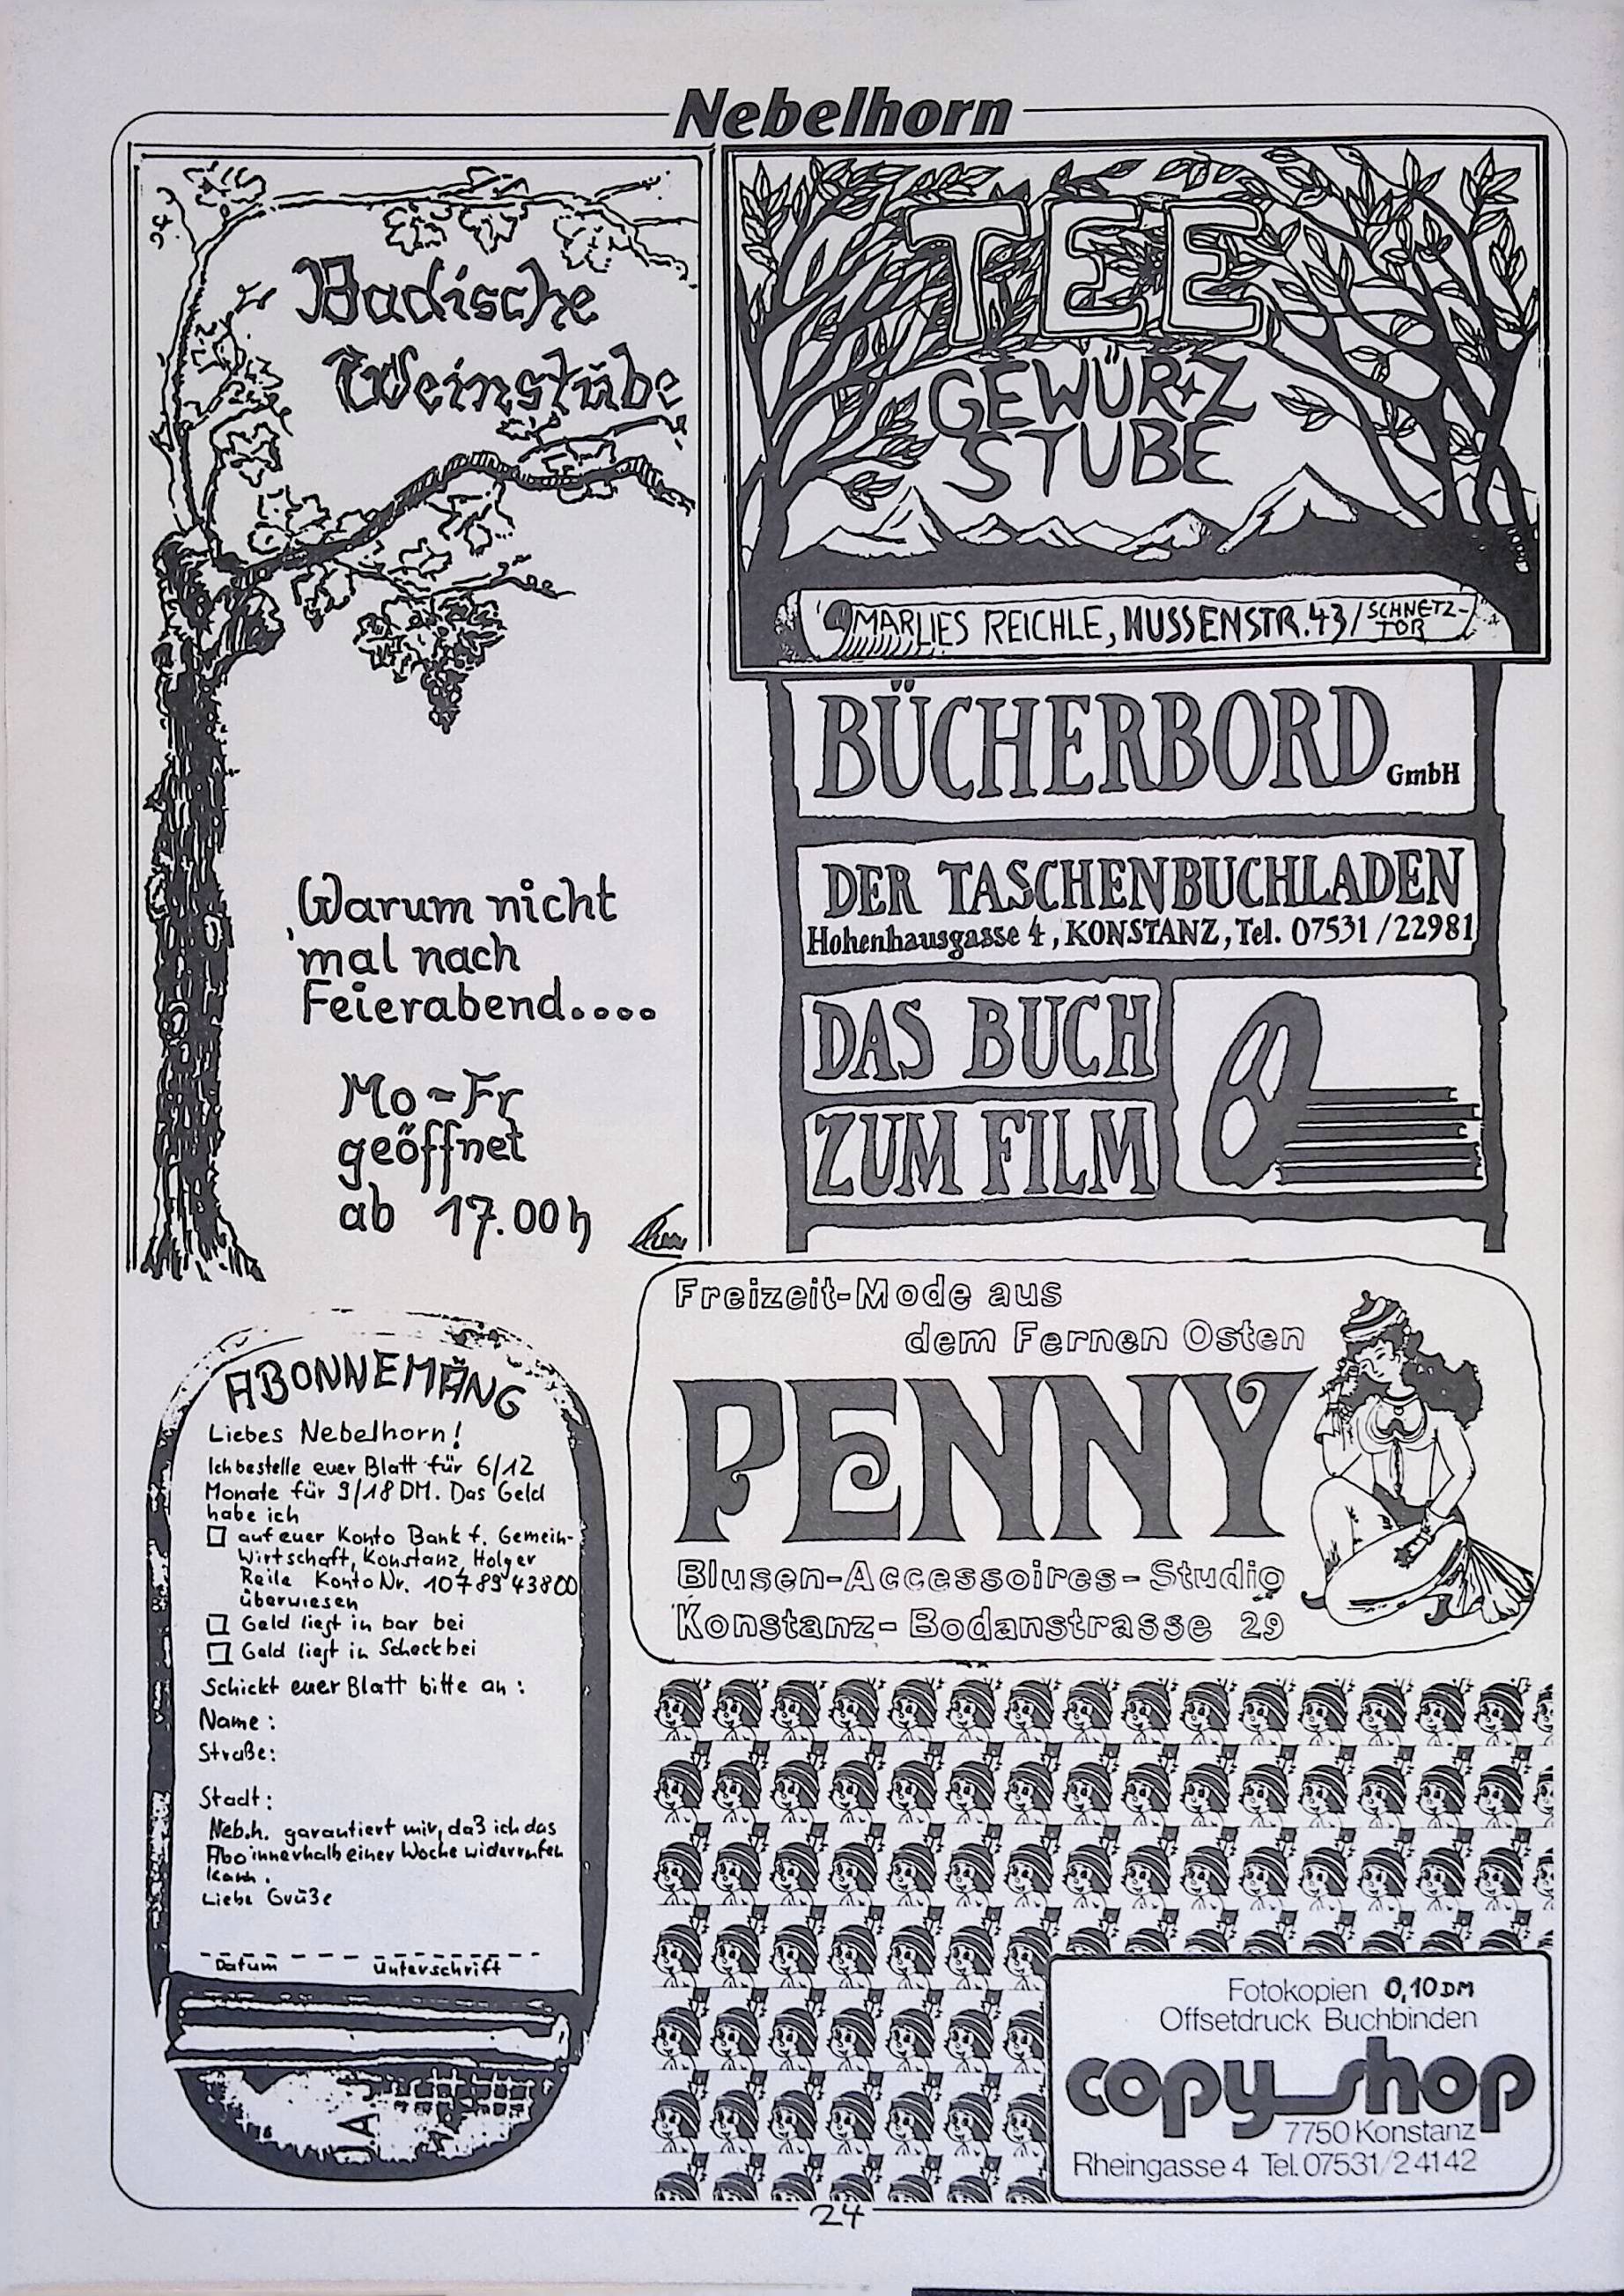 Nebelhorn
Badische
Weinstube
Warum nicht
'mal nach
Feierabend....
Mo-Fr
geöffnet
ab 17.00h
TEE
GEWÜRZ
STUBE
MARLIES REICHLE, HUSSENSTR. 43/ SCHNETZ-
TOR
BÜCHERBORD GmbH
DER TASCHENBUCHLADEN
Hohenhausgasse 4, KONSTANZ, Tel. 07531/22981
DAS BUCH
ZUM FILM
Freizeit-Mode aus
dem Fernen Osten
PENNY
Blusen-Accessoires-Studio
Konstanz-Bodanstrasse 29
ABONNEMÄNG
Liebes Nebelhorn!
Ich bestelle euer Blatt für 6/12
Monate für 9/18 DM. Das Geld
habe ich
□ auf euer Konto Bank f. Gemein-
wirtschaft, Konstanz, Holger
Reile Konto Nr. 1078943800
überwiesen
□ Geld liegt in bar bei
□ Geld liegt in Scheck bei
Schickt euer Blatt bitte an:
Name:
Straße:
Stadt:
Neb.h. garantiert mir, daß ich das
Abo innerhalb einer Woche widerrufen
kann.
Liebe Grüße
Datum Unterschrift
JA
Fotokopien 0,10 DM
Offsetdruck Buchbinden
copy shop
7750 Konstanz
Rheingasse 4 Tel. 07531/24142
24